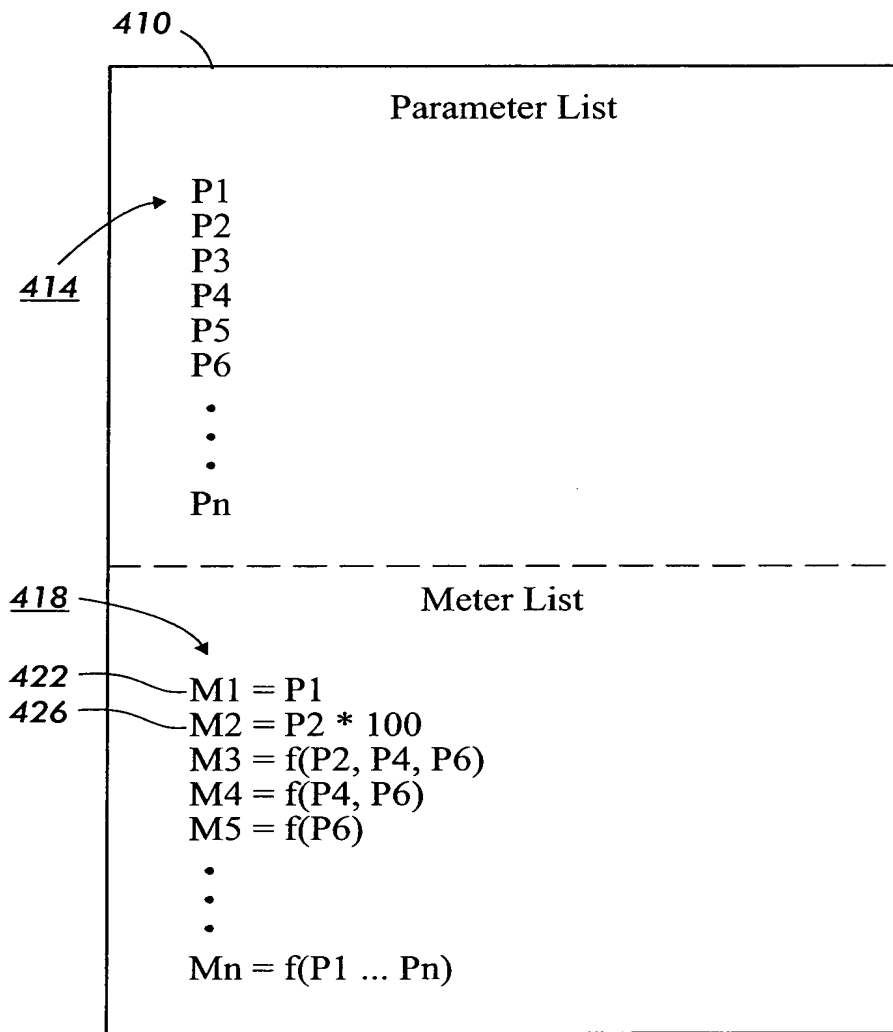 410
Parameter List
P1
P2
P3
414
P4
P5
P6
Pn
418
Meter List
422
M1 = P1
426
M2 = P2 * 100
M3 = f(P2, P4, P6)
M4 = f(P4, P6)
M5 = f(P6)
Mn = f(P1 ... Pn)